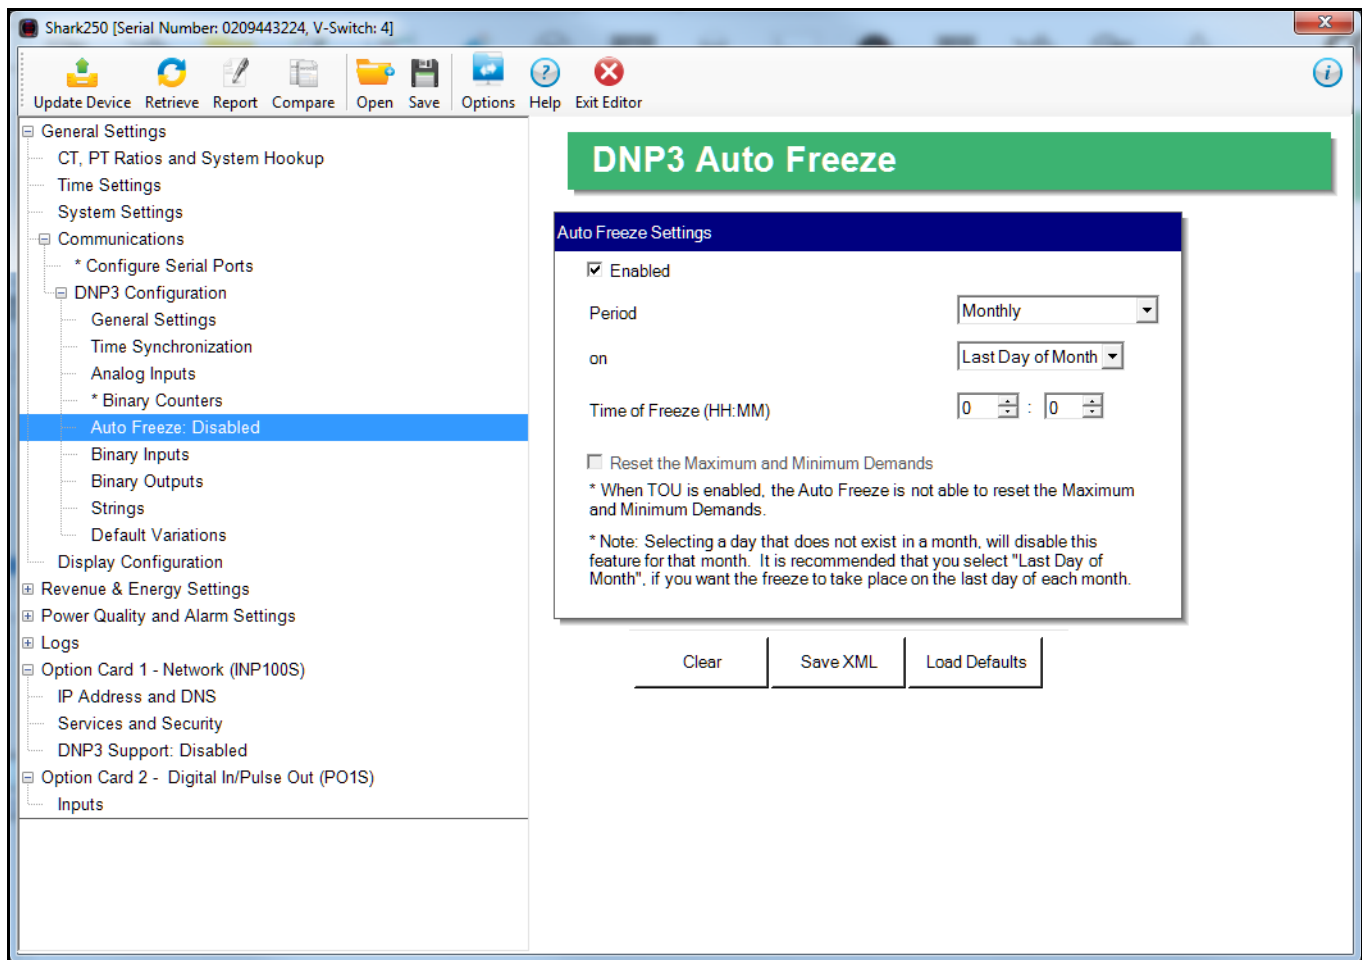 Shark250 [Serial Number: 0209443224, V-Switch: 4]
Update Device Retrieve Report Compare Open Save Options Help Exit Editor
General Settings
CT, PT Ratios and System Hookup
Time Settings
System Settings
Communications
* Configure Serial Ports
DNP3 Configuration
General Settings
Time Synchronization
Analog Inputs
* Binary Counters
Auto Freeze: Disabled
Binary Inputs
Binary Outputs
Strings
Default Variations
Display Configuration
Revenue & Energy Settings
Power Quality and Alarm Settings
Logs
Option Card 1 - Network (INP100S)
IP Address and DNS
Services and Security
DNP3 Support: Disabled
Option Card 2 - Digital In/Pulse Out (PO1S)
Inputs
DNP3 Auto Freeze
Auto Freeze Settings
Enabled
Period Monthly
on Last Day of Month
Time of Freeze (HH:MM) 0 : 0
Reset the Maximum and Minimum Demands
* When TOU is enabled, the Auto Freeze is not able to reset the Maximum
and Minimum Demands.
* Note: Selecting a day that does not exist in a month, will disable this
feature for that month. It is recommended that you select "Last Day of
Month", if you want the freeze to take place on the last day of each month.
Clear Save XML Load Defaults